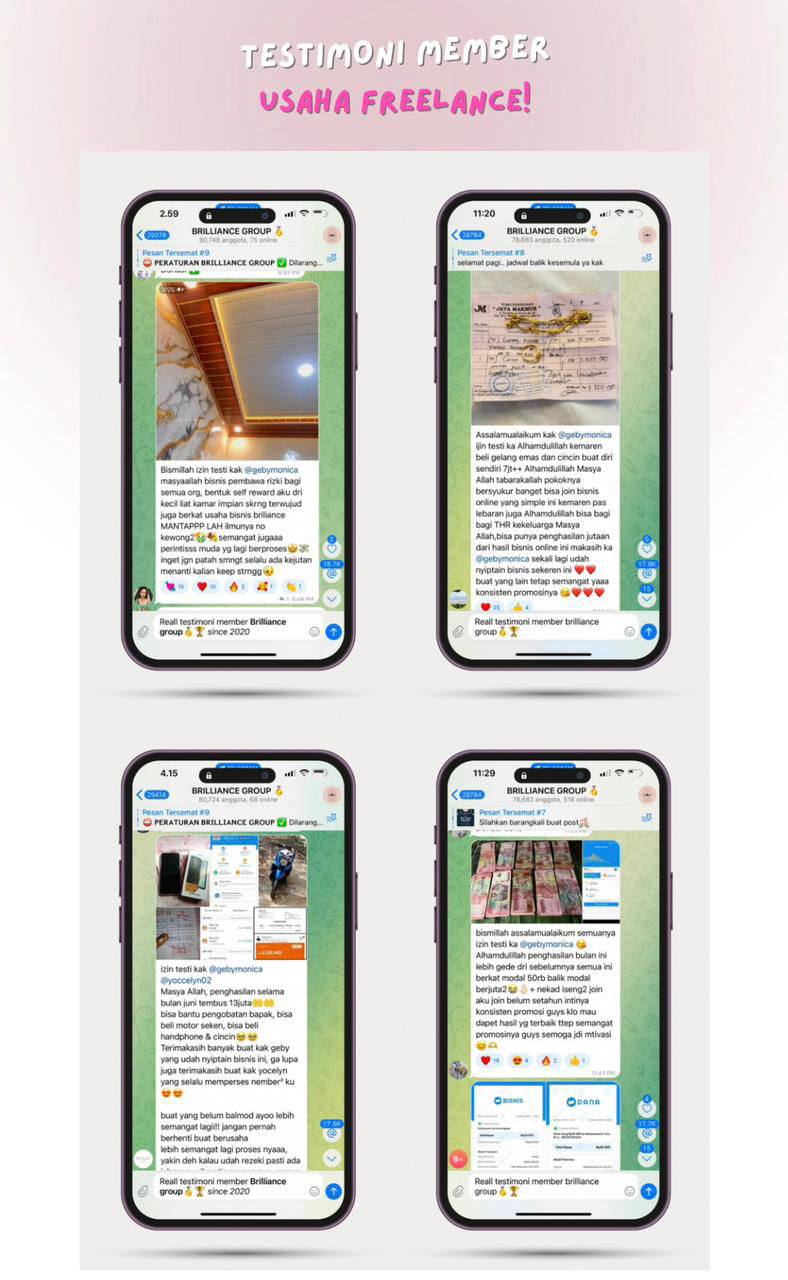 TESTIMONI MEMBER
USAHA FREELANCE!
2.59
29376
BRILLIANCE GROUP
80,748 anggota, 75 online
Pesan Tersemat #9
PERATURAN BRILLIANCE GROUP ✅ Dilarang...
Bismillah izin testi kak @gebymonica
masyaallah bisnis pembawa rizki bagi
semua org, bentuk self reward aku dri
kecil liat kamar impian skrng terwujud
juga berkat usaha bisnis briliance
MANTAPPP LAH ilmunya no
kewong2 semangat jugaaa
perintisss muda yg lagi berproses
inget jgn patah smngt selalu ada kejutan
menanti kalian keep strngg
15 10 2 1 1
1 8:48 PM
2
18.7K
Reall testimoni member Brilliance
group🥇🏆 since 2020
11:20
28784
BRILLIANCE GROUP
78,683 anggota, 520 online
Pesan Tersemat #8
selamat pagi.. jadwal balik kesemula ya kak
JM
"JAYA MAKMUR"
Assalamualaikum kak @gebymonica
ijin testi ka Alhamdulillah kemaren
beli gelang emas dan cincin buat diri
sendiri 7jt++ Alhamdulillah Masya
Allah tabarakallah pokoknya
bersyukur banget bisa join bisnis
online yang simple ini kemaren pas
lebaran juga Alhamdulillah bisa bagi
bagi THR kekeluarga Masya
Allah,bisa punya penghasilan jutaan
dari hasil bisnis online ini makasih ka
@gebymonica sekali lagi udah
nyiptain bisnis sekeren ini ❤️❤️
buat yang lain tetap semangat yaaa
konsisten promosinya 😘❤️❤️❤️
25 4
5
17.9K
15
Reall testimoni member brilliance
group🥇🏆
4.15
29414
BRILLIANCE GROUP
80,724 anggota, 68 online
Pesan Tersemat #9
PERATURAN BRILLIANCE GROUP ✅ Dilarang...
izin testi kak @gebymonica
@yoccelyn02
Masya Allah, penghasilan selama
bulan juni tembus 13juta
bisa bantu pengobatan bapak, bisa
beli motor seken, bisa beli
handphone & cincin
Terimakasih banyak buat kak geby
yang udah nyiptain bisnis ini, ga lupa
juga terimakasih buat kak yocelyn
yang selalu memperses nember² ku
😍😍
buat yang belum balmod ayoo lebih
semangat lagii!! jangan pernah
berhenti buat berusaha
lebih semangat lagi proses nyaaa,
yakin deh kalau udah rezeki pasti ada
17.5K
Reall testimoni member Brilliance
group🥇🏆 since 2020
11:29
28784
BRILLIANCE GROUP
78,682 anggota, 516 online
Pesan Tersemat #7
Silahkan barangkali buat post
bismillah assalamualaikum semuanya
izin testi ka @gebymonica 😘
Alhamdulillah penghasilan bulan ini
lebih gede dri sebelumnya semua ini
berkat modal 50rb balik modal
berjuta2 + nekad iseng2 join
aku join belum setahun intinya
konsisten promosi guys klo mau
dapet hasil yg terbaik ttep semangat
promosinya guys semoga jdi mtivasi
19 4 2 1
11:43 PM
BISNIS
DANA
4
17.7K
15
Reall testimoni member brilliance
group🥇🏆